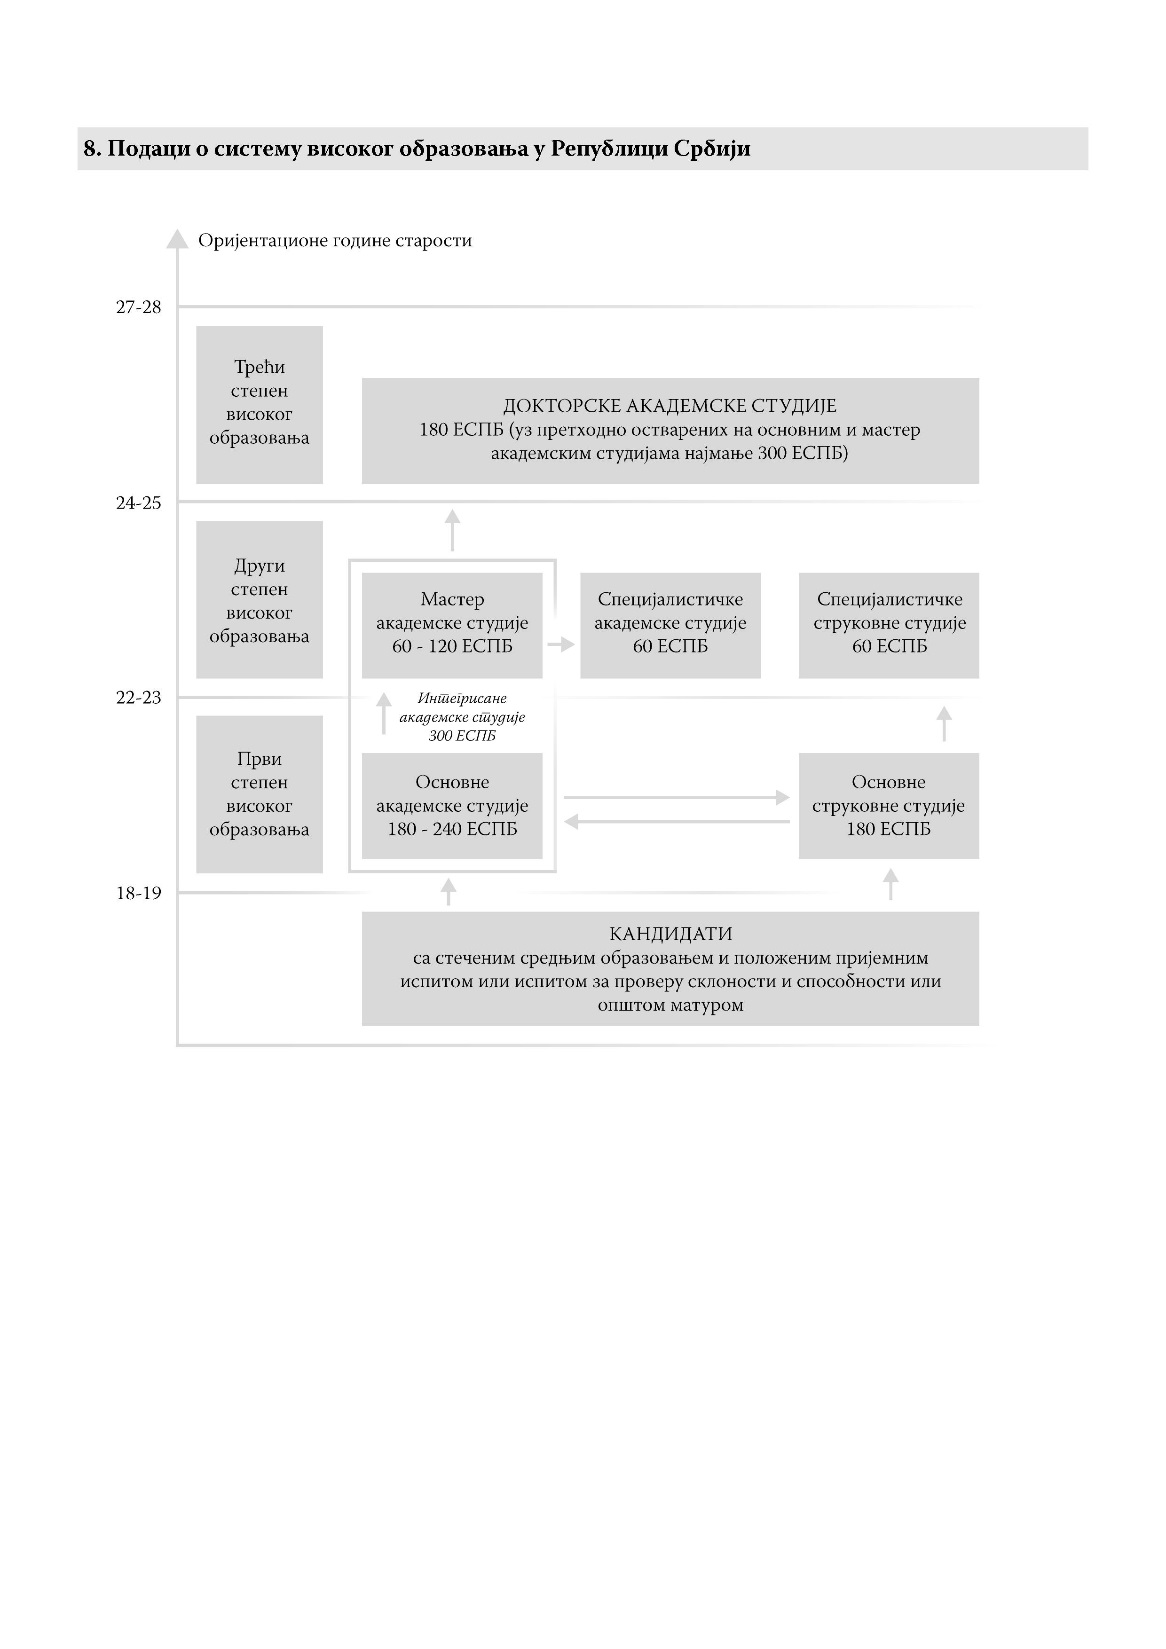 8. Подаци о систему високог образовања у Републици Србији
Оријентационе године старости
27-28
Трећи
степен
високог
образовања
ДОКТОРСКЕ АКАДЕМСКЕ СТУДИЈЕ
180 ЕСПБ (уз претходно остварених на основним и мастер
академским студијама најмање 300 ЕСПБ)
24-25
Други
степен
високог
образовања
Мастер
академске студије
60 - 120 ЕСПБ
Специјалистичке
академске студије
60 ЕСПБ
Специјалистичке
струковне студије
60 ЕСПБ
22-23
Интегрисане
академске студије
300 ЕСПБ
Први
степен
високог
образовања
Основне
академске студије
180 - 240 ЕСПБ
Основне
струковне студије
180 ЕСПБ
18-19
КАНДИДАТИ
са стеченим средњим образовањем и положеним пријемним
испитом или испитом за проверу склоности и способности или
општом матуром